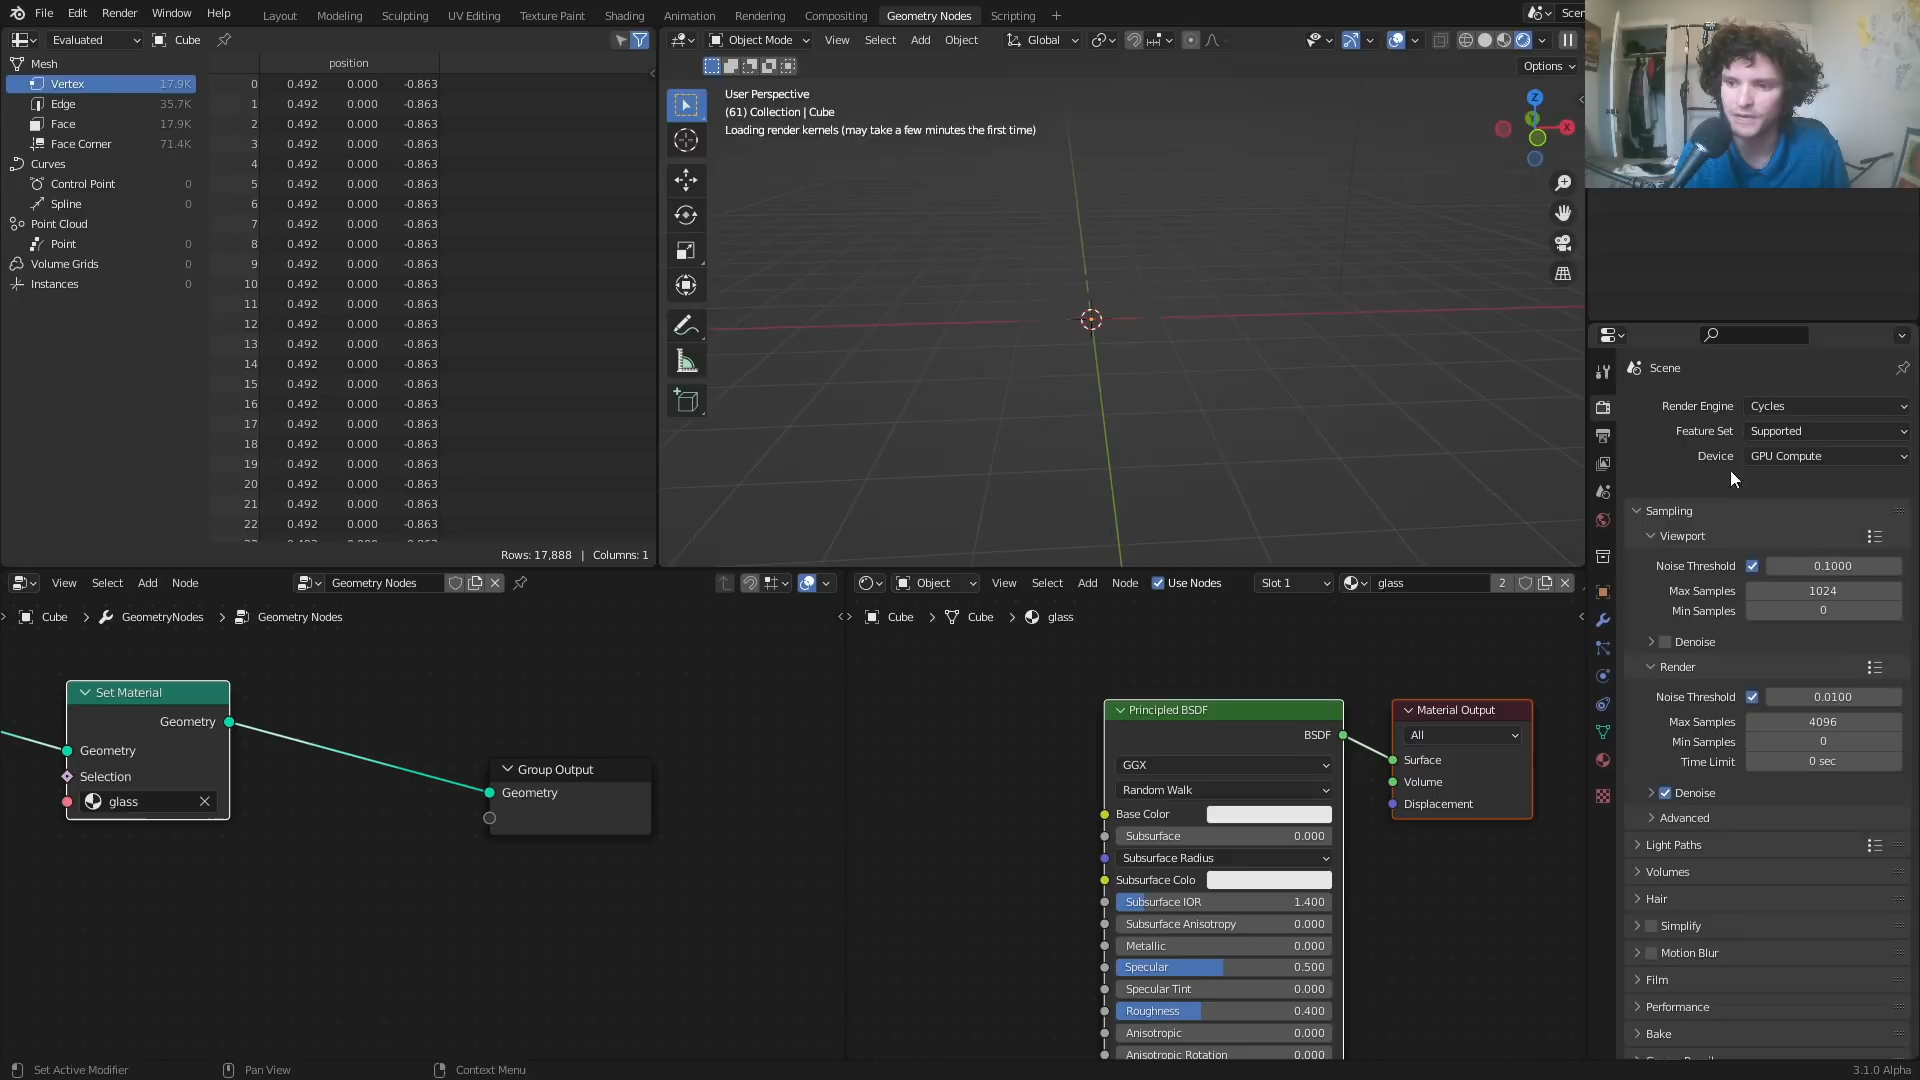 File Edit Render Window Help
Layout Modeling Sculpting UV Editing Texture Paint Shading Animation Rendering Compositing Geometry Nodes Scripting
Evaluated Cube
Mesh
Vertex 17.9K
Edge 35.7K
Face 17.9K
Face Corner 71.4K
Curves
Control Point 0
Spline 0
Point Cloud
Point 0
Volume Grids 0
Instances 0
position
0 0.492 0.000 -0.863
1 0.492 0.000 -0.863
2 0.492 0.000 -0.863
3 0.492 0.000 -0.863
4 0.492 0.000 -0.863
5 0.492 0.000 -0.863
6 0.492 0.000 -0.863
7 0.492 0.000 -0.863
8 0.492 0.000 -0.863
9 0.492 0.000 -0.863
10 0.492 0.000 -0.863
11 0.492 0.000 -0.863
12 0.492 0.000 -0.863
13 0.492 0.000 -0.863
14 0.492 0.000 -0.863
15 0.492 0.000 -0.863
16 0.492 0.000 -0.863
17 0.492 0.000 -0.863
18 0.492 0.000 -0.863
19 0.492 0.000 -0.863
20 0.492 0.000 -0.863
21 0.492 0.000 -0.863
22 0.492 0.000 -0.863
Rows: 17,888 | Columns: 1
Object Mode View Select Add Object Global
Options
User Perspective
(61) Collection | Cube
Loading render kernels (may take a few minutes the first time)
Z
Y
X
Scene
Render Engine Cycles
Feature Set Supported
Device GPU Compute
Sampling
Viewport
Noise Threshold 0.1000
Max Samples 1024
Min Samples 0
Denoise
Render
Noise Threshold 0.0100
Max Samples 4096
Min Samples 0
Time Limit 0 sec
Denoise
Advanced
Light Paths
Volumes
Hair
Simplify
Motion Blur
Film
Performance
Bake
View Select Add Node Geometry Nodes
Cube GeometryNodes Geometry Nodes
Set Material
Geometry
Geometry
Selection
glass
Group Output
Geometry
Object View Select Add Node Use Nodes Slot 1 glass 2
Cube Cube glass
Principled BSDF
BSDF
GGX
Random Walk
Base Color
Subsurface 0.000
Subsurface Radius
Subsurface Colo
Subsurface IOR 1.400
Subsurface Anisotropy 0.000
Metallic 0.000
Specular 0.500
Specular Tint 0.000
Roughness 0.400
Anisotropic 0.000
Anisotropic Rotation 0.000
Material Output
All
Surface
Volume
Displacement
Set Active Modifier Pan View Context Menu
3.1.0 Alpha